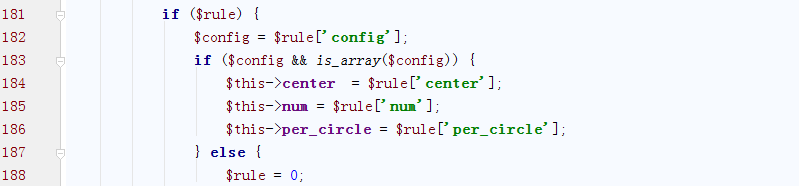 181 if ($rule) {
182 $config = $rule['config'];
183 if ($config && is_array($config)) {
184 $this->center  = $rule['center'];
185 $this->num = $rule['num'];
186 $this->per_circle = $rule['per_circle'];
187 } else {
188 $rule = 0;